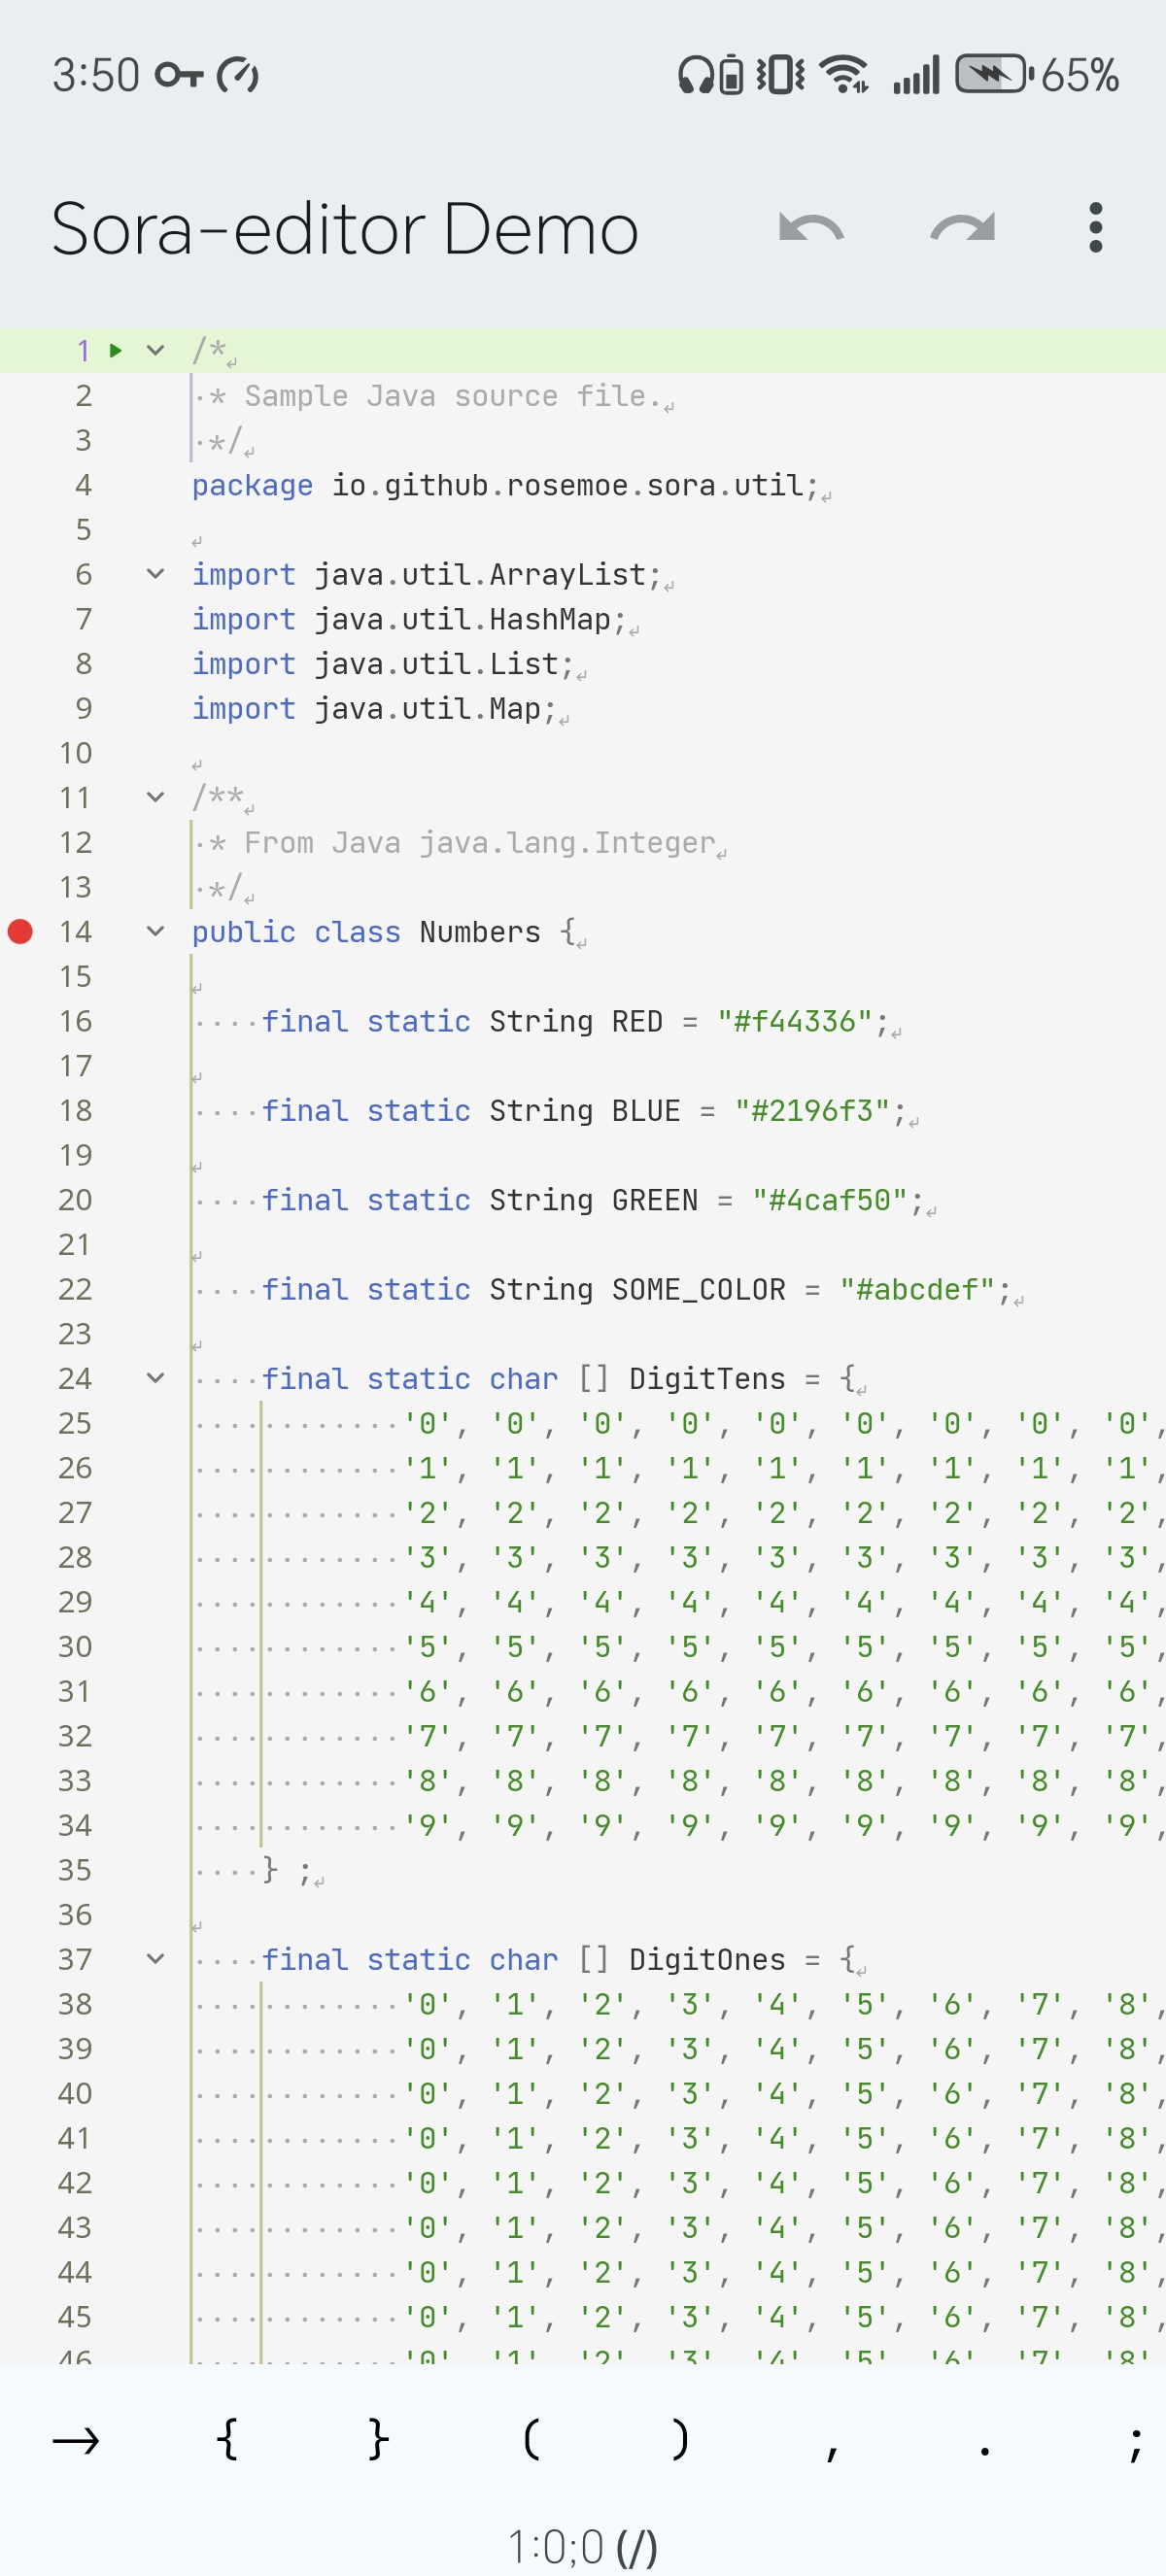 3:50 65%
Sora-editor Demo
1 /*
2 * Sample Java source file.
3 */
4 package io.github.rosemoe.sora.util;
5
6 import java.util.ArrayList;
7 import java.util.HashMap;
8 import java.util.List;
9 import java.util.Map;
10
11 /**
12 * From Java java.lang.Integer
13 */
14 public class Numbers {
15
16 final static String RED = "#f44336";
17
18 final static String BLUE = "#2196f3";
19
20 final static String GREEN = "#4caf50";
21
22 final static String SOME_COLOR = "#abcdef";
23
24 final static char [] DigitTens = {
25 '0', '0', '0', '0', '0', '0', '0', '0', '0',
26 '1', '1', '1', '1', '1', '1', '1', '1', '1',
27 '2', '2', '2', '2', '2', '2', '2', '2', '2',
28 '3', '3', '3', '3', '3', '3', '3', '3', '3',
29 '4', '4', '4', '4', '4', '4', '4', '4', '4',
30 '5', '5', '5', '5', '5', '5', '5', '5', '5',
31 '6', '6', '6', '6', '6', '6', '6', '6', '6',
32 '7', '7', '7', '7', '7', '7', '7', '7', '7',
33 '8', '8', '8', '8', '8', '8', '8', '8', '8',
34 '9', '9', '9', '9', '9', '9', '9', '9', '9',
35 } ;
36
37 final static char [] DigitOnes = {
38 '0', '1', '2', '3', '4', '5', '6', '7', '8',
39 '0', '1', '2', '3', '4', '5', '6', '7', '8',
40 '0', '1', '2', '3', '4', '5', '6', '7', '8',
41 '0', '1', '2', '3', '4', '5', '6', '7', '8',
42 '0', '1', '2', '3', '4', '5', '6', '7', '8',
43 '0', '1', '2', '3', '4', '5', '6', '7', '8',
44 '0', '1', '2', '3', '4', '5', '6', '7', '8',
45 '0', '1', '2', '3', '4', '5', '6', '7', '8',
46 '0', '1', '2', '3', '4', '5', '6', '7', '8'
→ { } ( ) , . ;
1:0;0 (/)